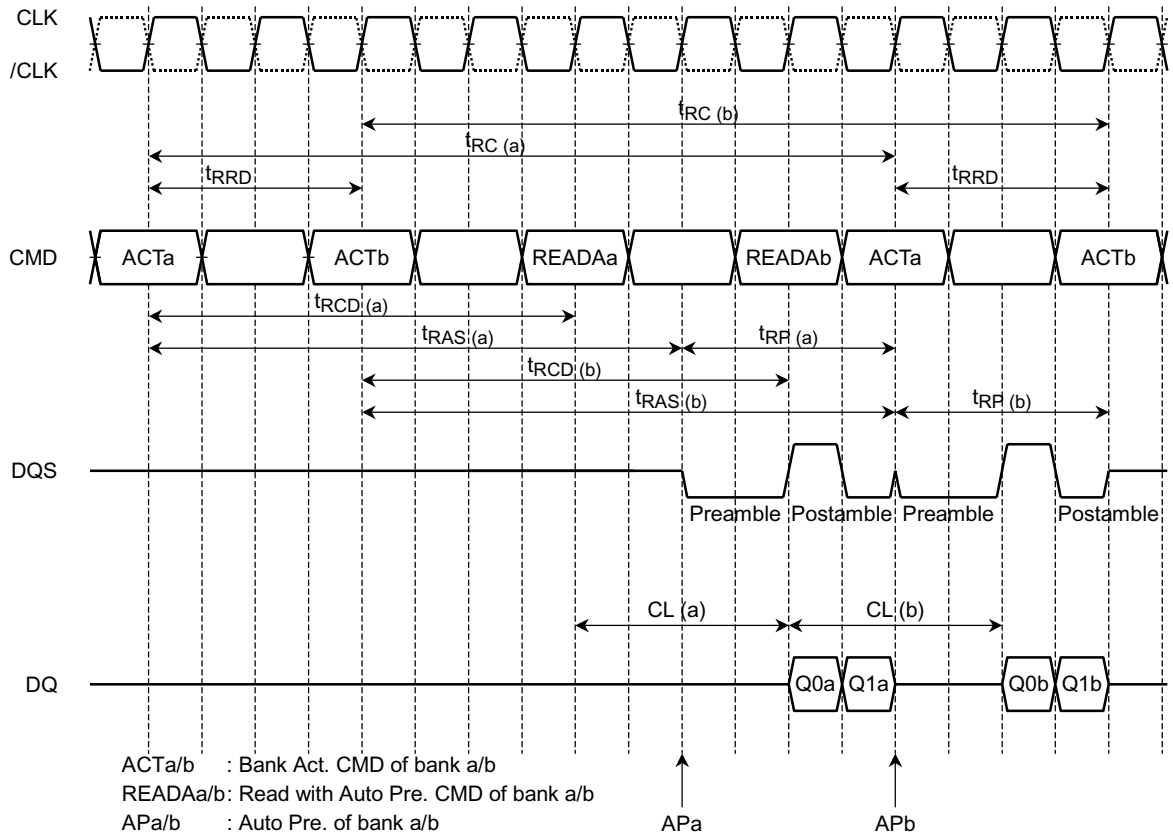 CLK
/CLK
tRC (b)
tRC (a)
tRRD
tRRD
CMD
ACTa
ACTb
READAa
READAb
ACTa
ACTb
tRCD (a)
tRAS (a)
tRP (a)
tRCD (b)
tRAS (b)
tRP (b)
DQS
Preamble
Postamble
Preamble
Postamble
CL (a)
CL (b)
DQ
Q0a
Q1a
Q0b
Q1b
ACTa/b : Bank Act. CMD of bank a/b
READAa/b: Read with Auto Pre. CMD of bank a/b
APa/b : Auto Pre. of bank a/b
APa
APb